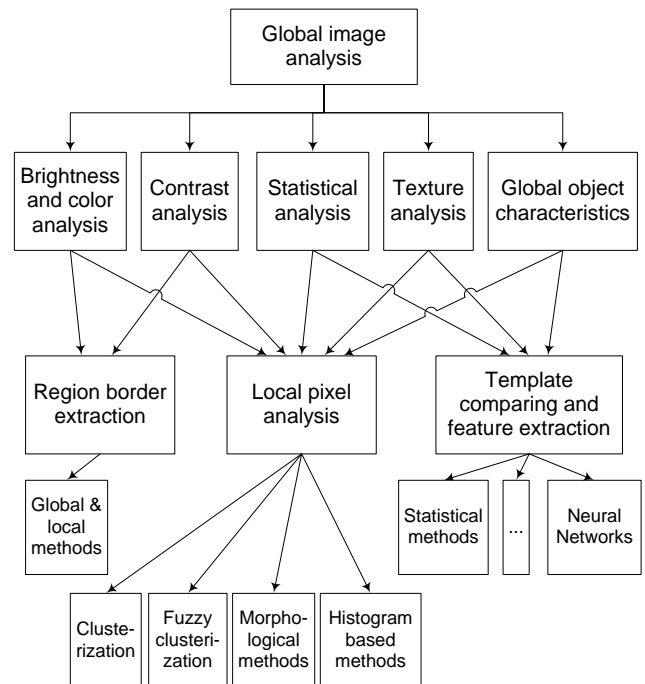 Global image
analysis
Brightness
and color
analysis
Contrast
analysis
Statistical
analysis
Texture
analysis
Global object
characteristics
Region border
extraction
Local pixel
analysis
Template
comparing and
feature extraction
Global &
local
methods
Statistical
methods
...
Neural
Networks
Cluste-
rization
Fuzzy
clusteri-
zation
Morpho-
logical
methods
Histogram
based
methods